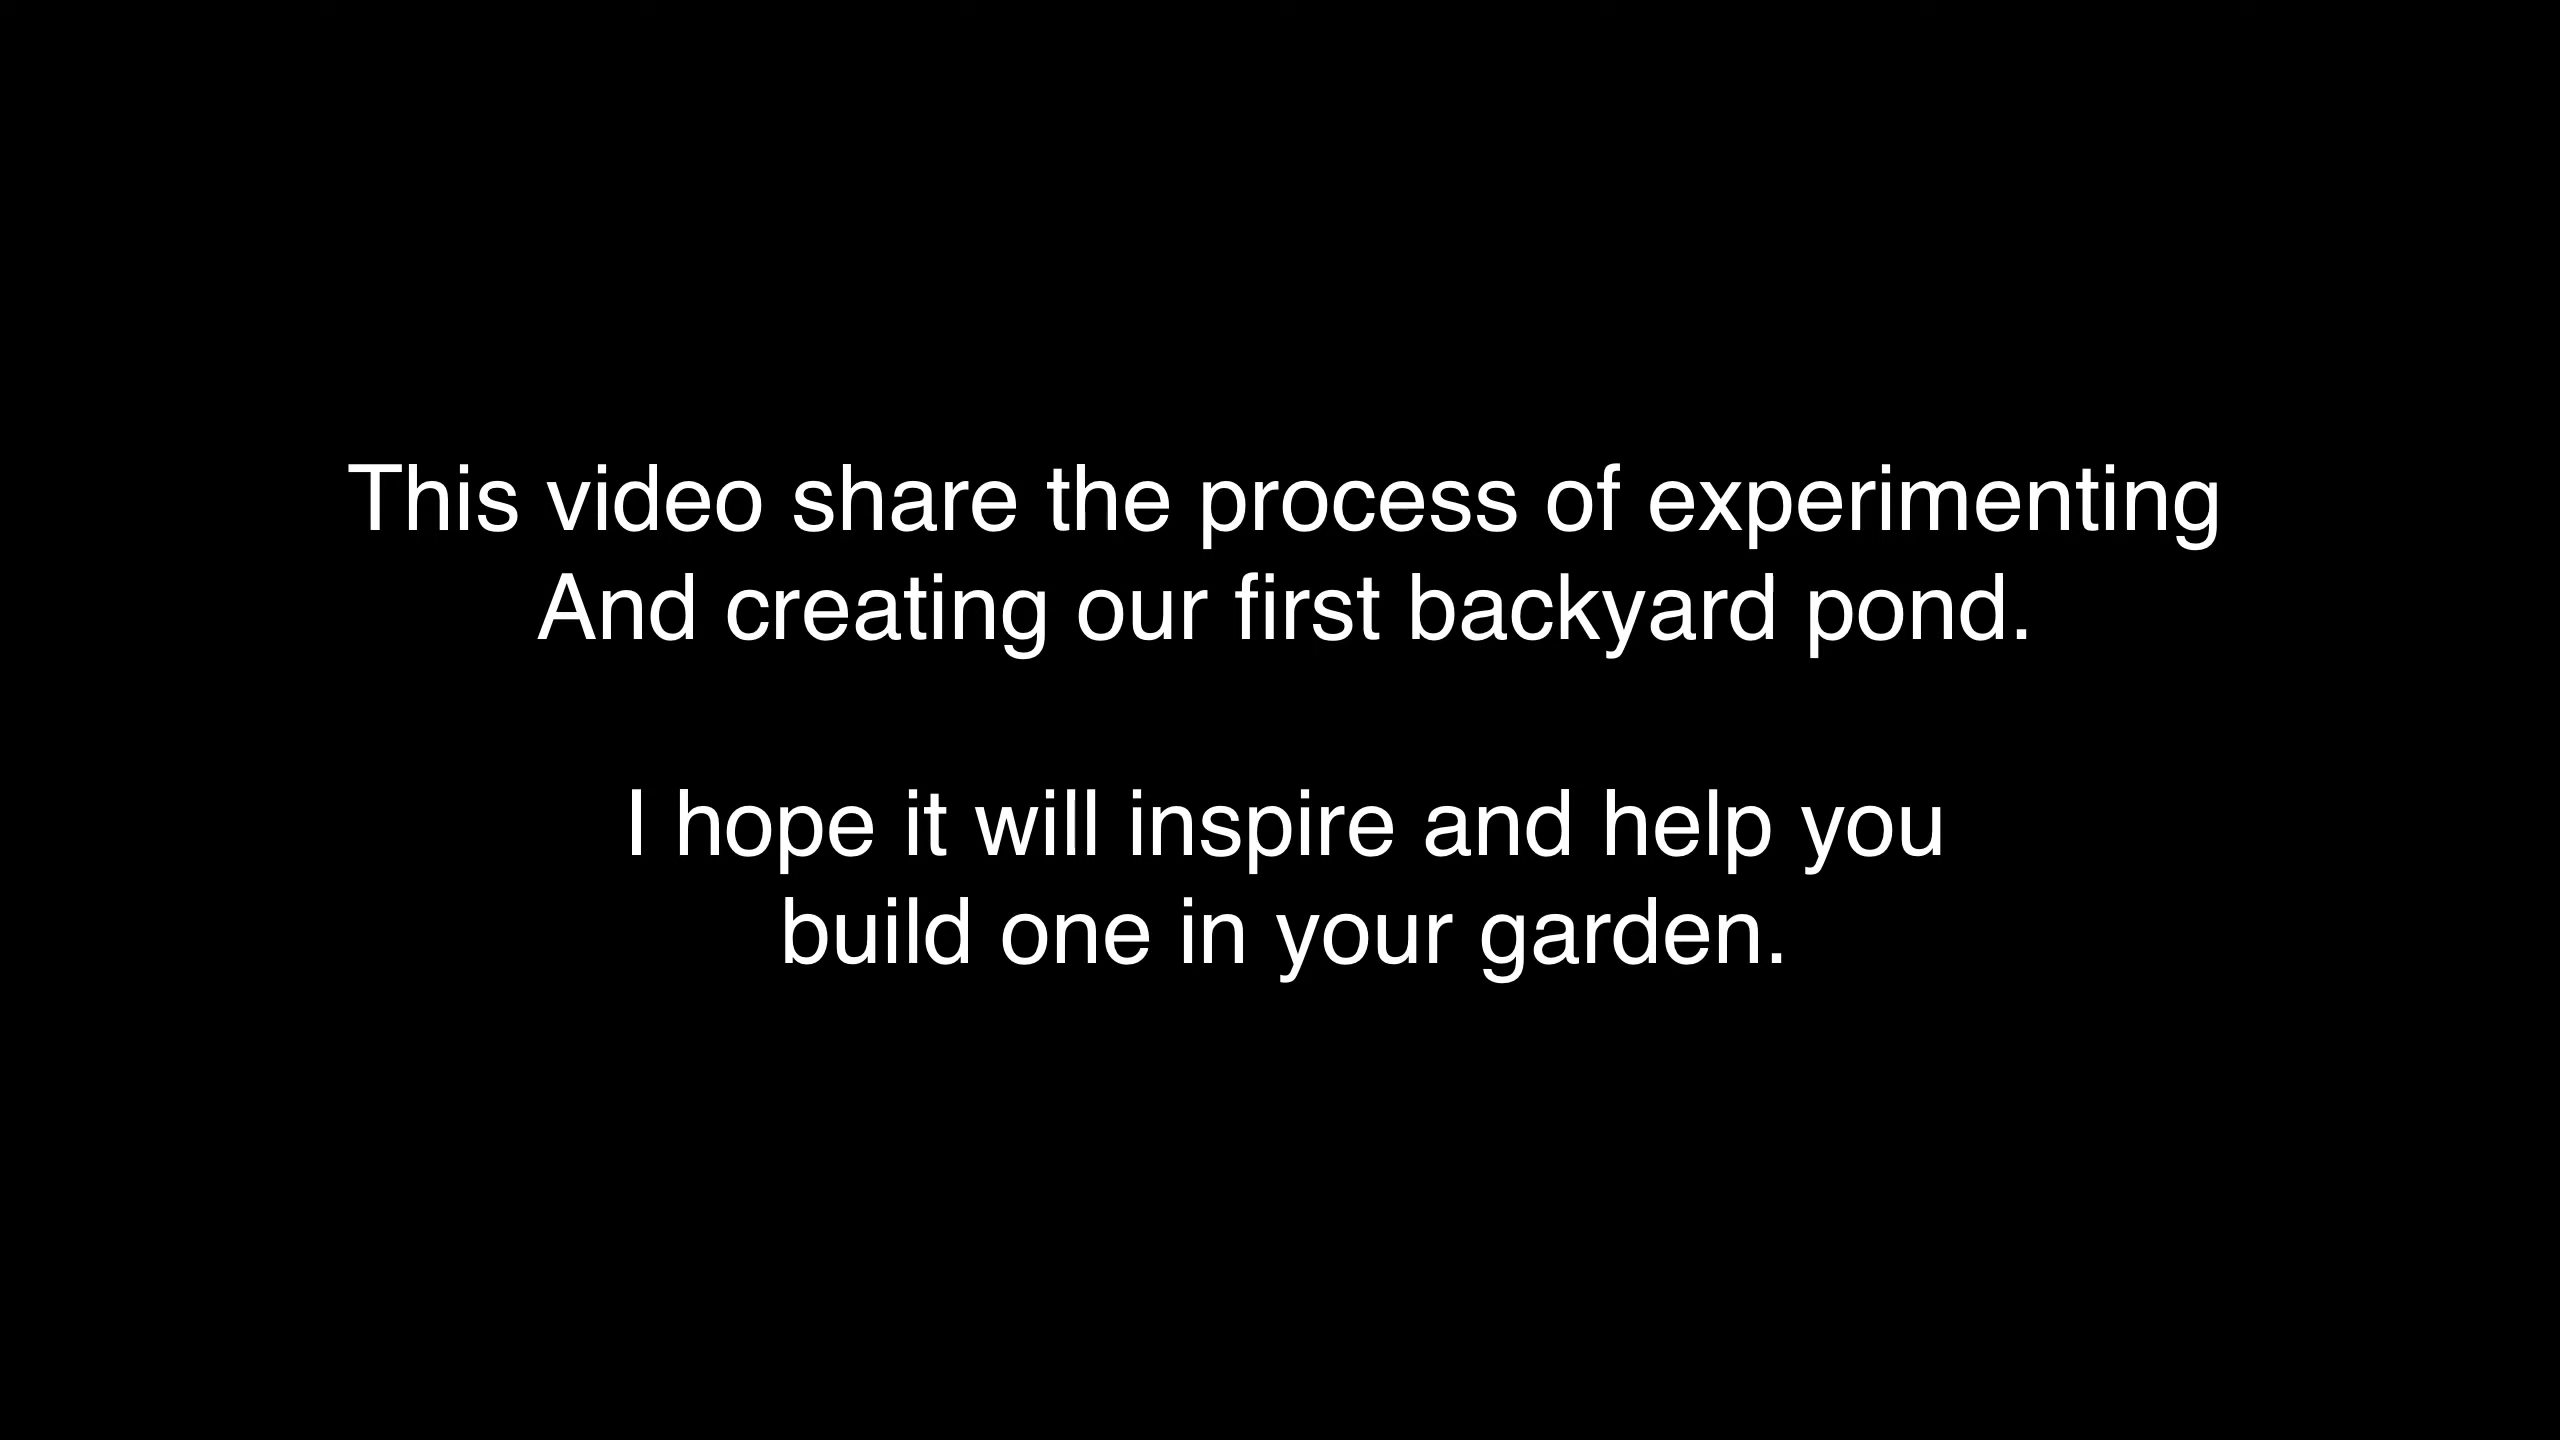 This video share the process of experimenting
And creating our first backyard pond.
I hope it will inspire and help you
build one in your garden.